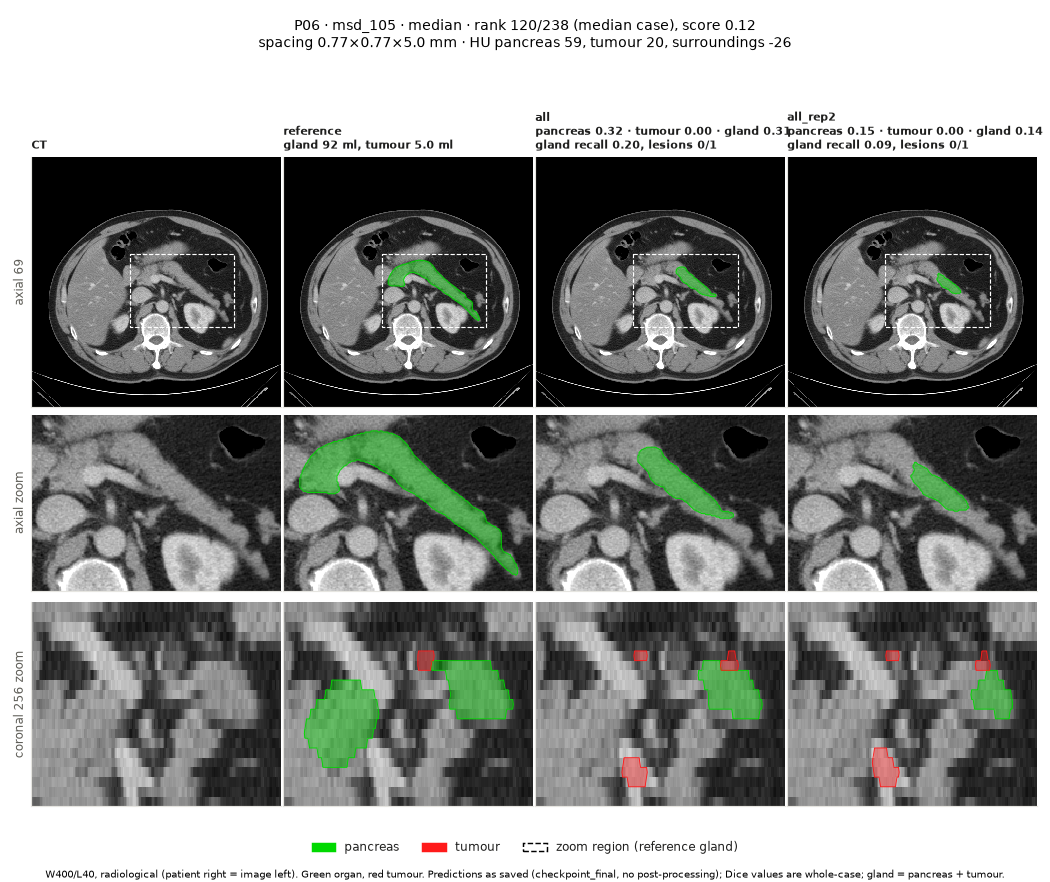 P06 · msd_105 · median · rank 120/238 (median case), score 0.12
spacing 0.77×0.77×5.0 mm · HU pancreas 59, tumour 20, surroundings -26
CT
reference
gland 92 ml, tumour 5.0 ml
all
pancreas 0.32 · tumour 0.00 · gland 0.31
gland recall 0.20, lesions 0/1
all_rep2
pancreas 0.15 · tumour 0.00 · gland 0.14
gland recall 0.09, lesions 0/1
axial 69
axial zoom
coronal 256 zoom
pancreas
tumour
zoom region (reference gland)
W400/L40, radiological (patient right = image left). Green organ, red tumour. Predictions as saved (checkpoint_final, no post-processing); Dice values are whole-case; gland = pancreas + tumour.